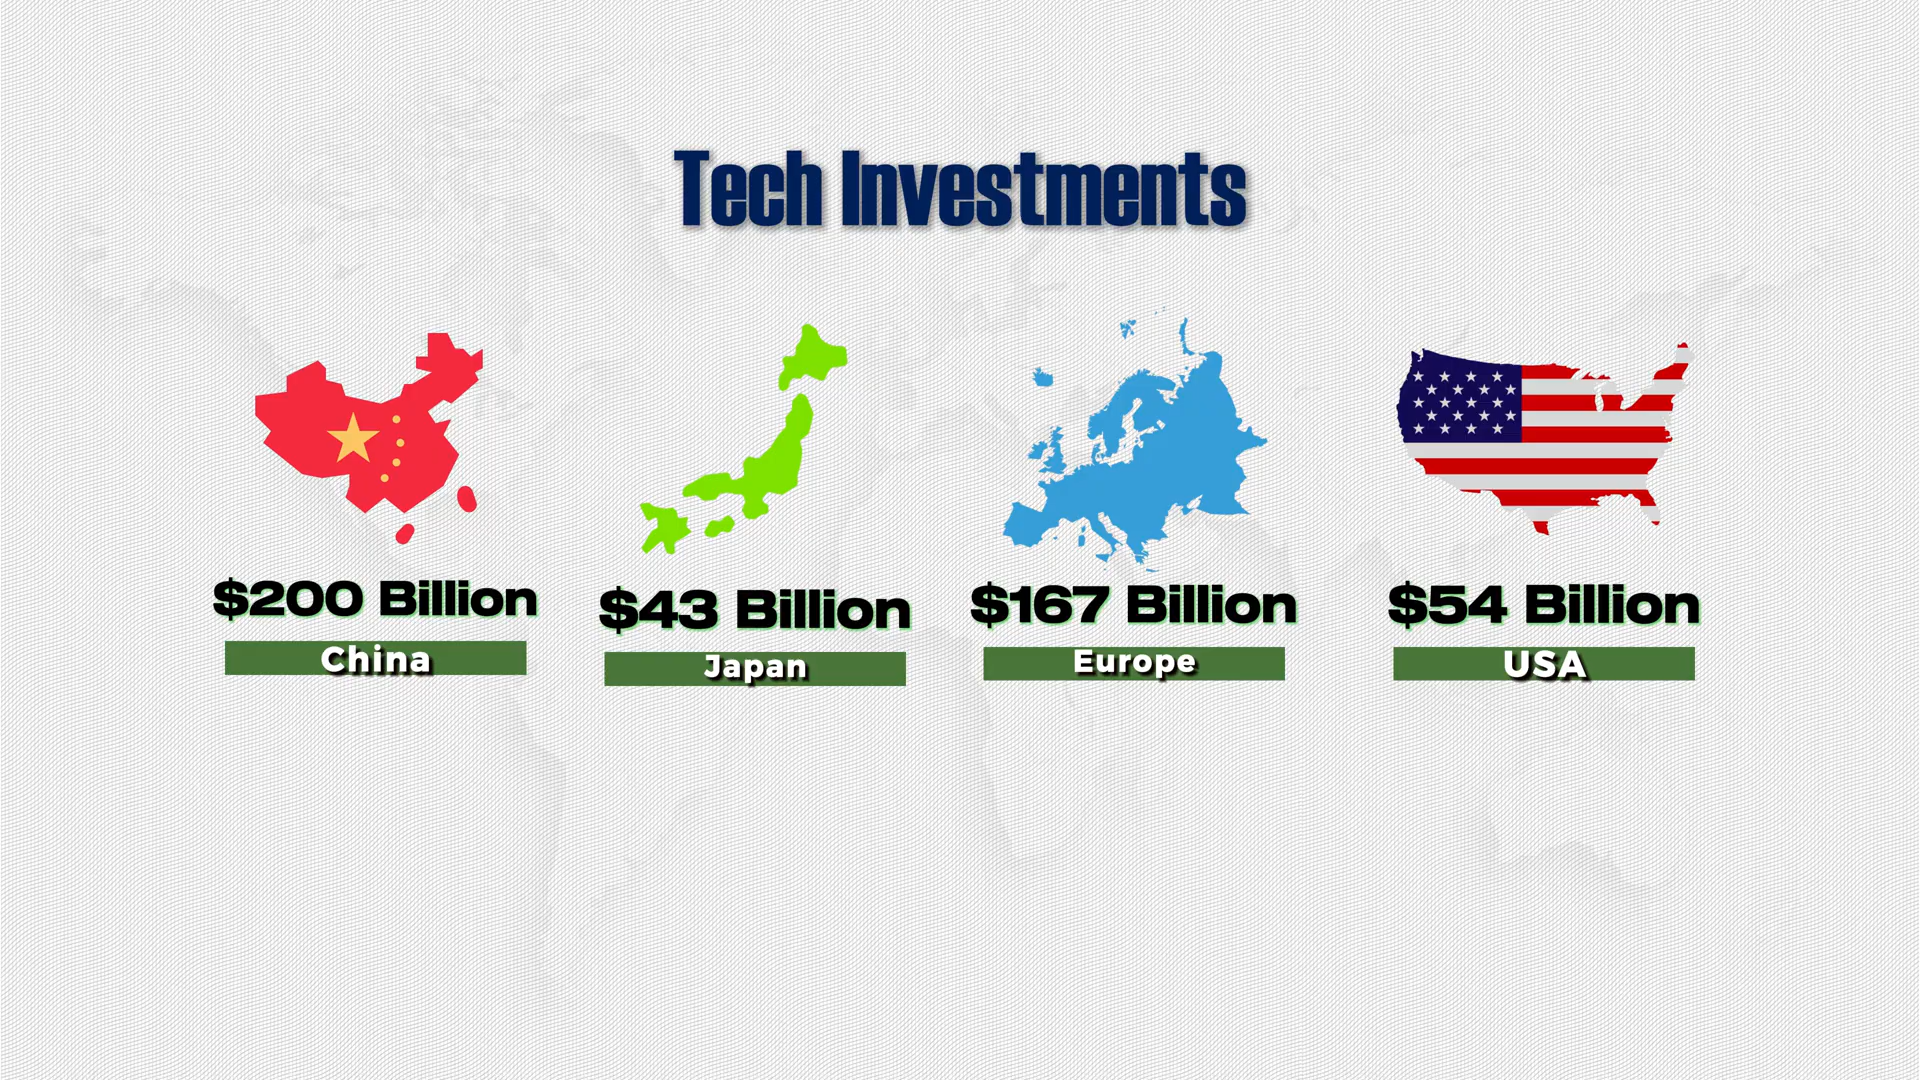 Tech Investments
$200 Billion
China
$43 Billion
Japan
$167 Billion
Europe
$54 Billion
USA